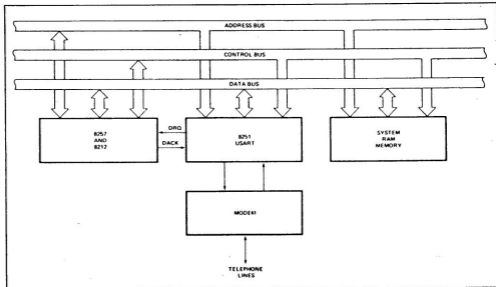 ADDRESS BUS
CONTROL BUS
DATA BUS
8257
AND
8212
DRQ
DACK
8251
USART
SYSTEM
RAM
MEMORY
MODEM
TELEPHONE
LINES